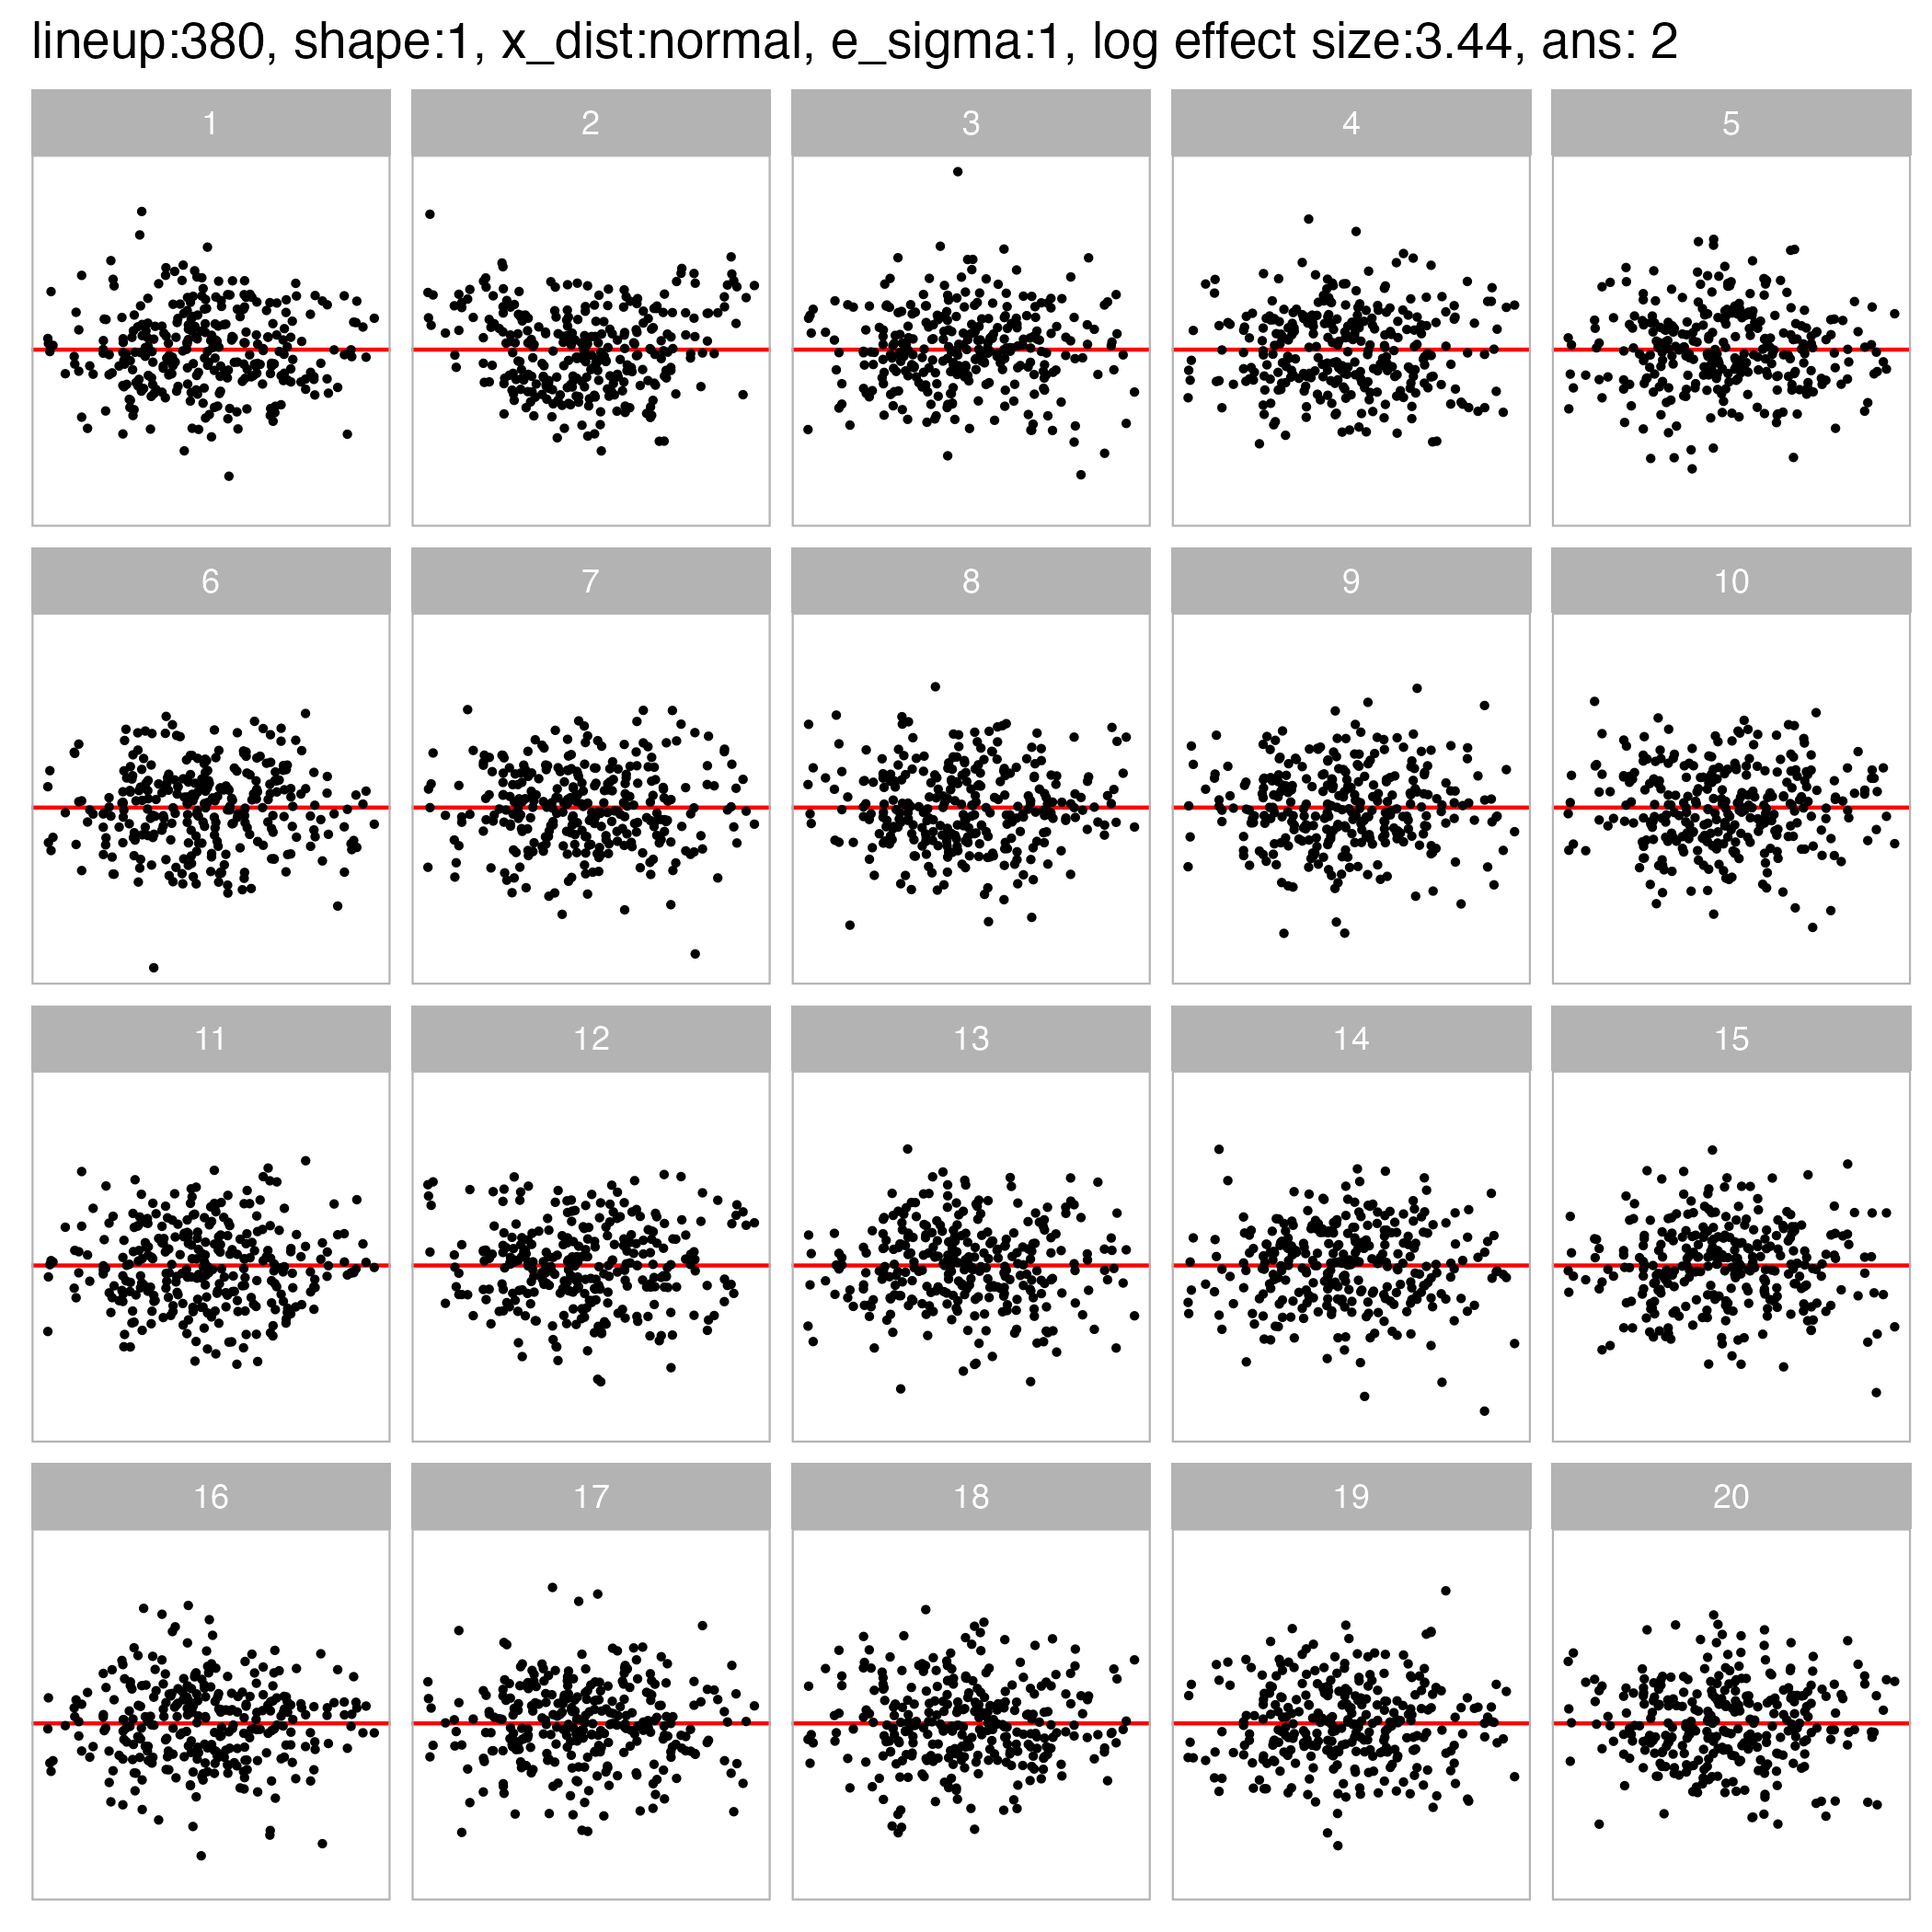 lineup:380, shape:1, x_dist:normal, e_sigma:1, log effect size:3.44, ans: 2
1 2 3 4 5
6 7 8 9 10
11 12 13 14 15
16 17 18 19 20